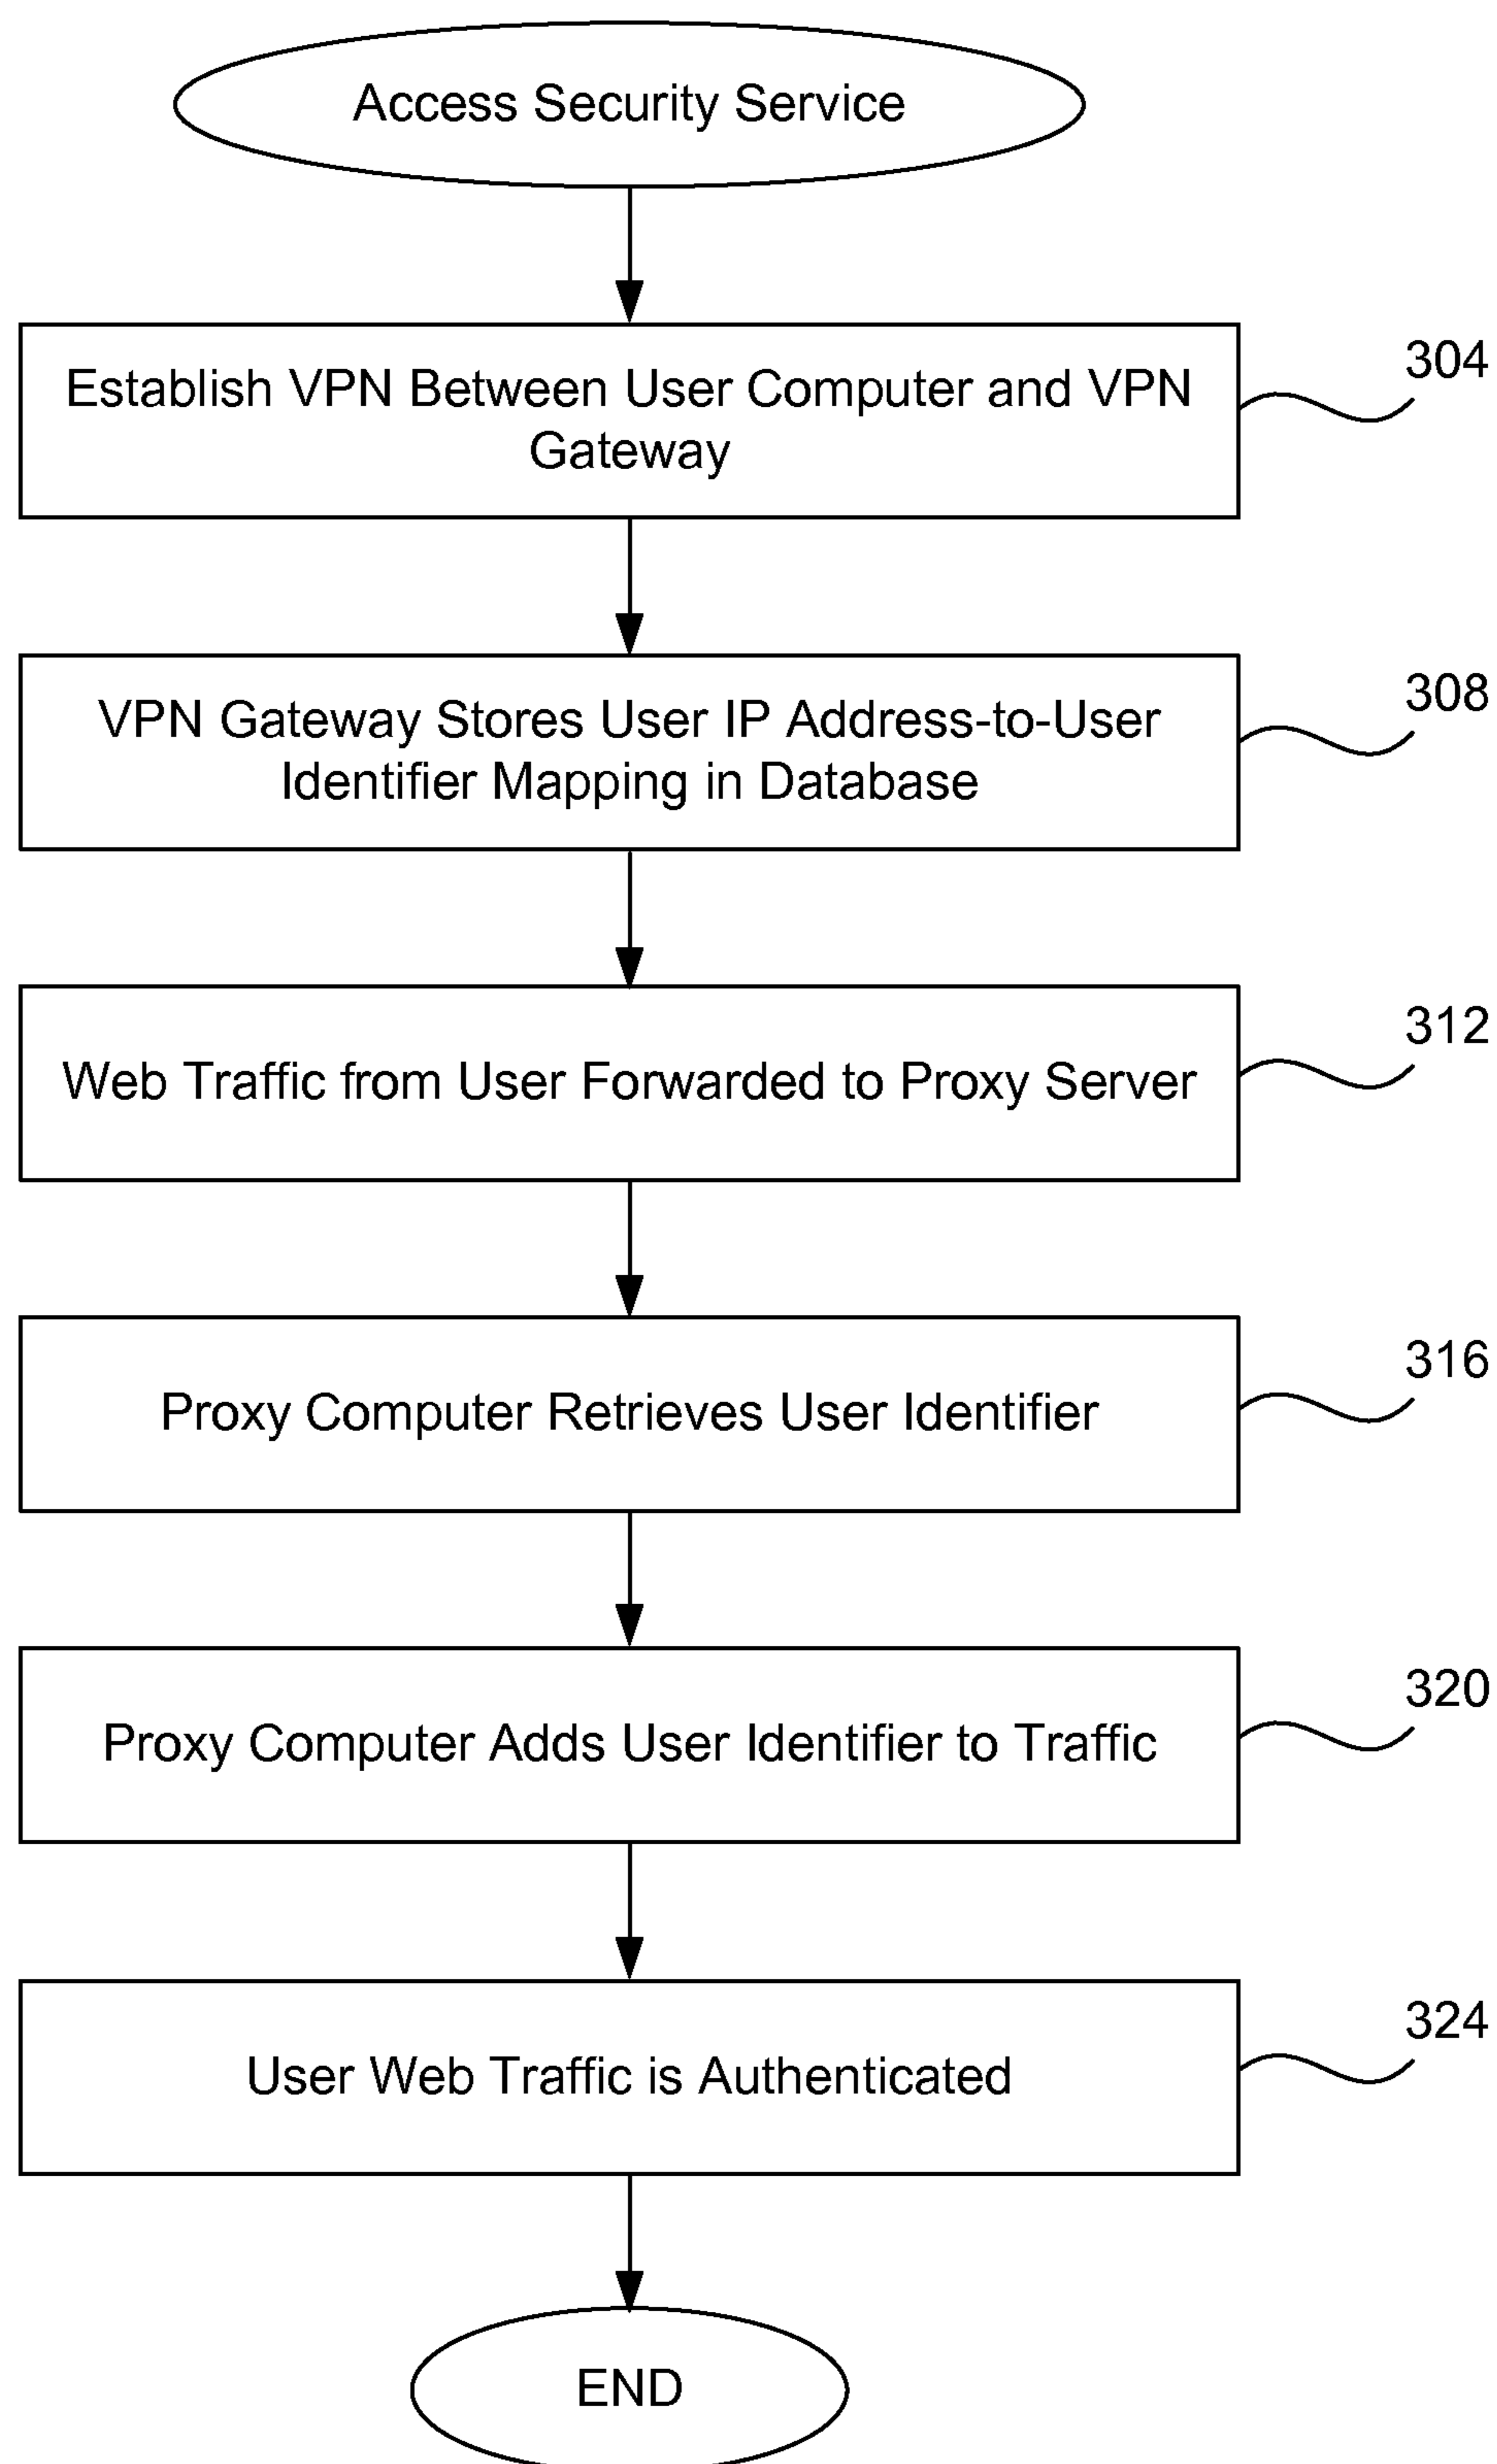 Access Security Service
Establish VPN Between User Computer and VPN
Gateway
304
VPN Gateway Stores User IP Address-to-User
Identifier Mapping in Database
308
Web Traffic from User Forwarded to Proxy Server
312
Proxy Computer Retrieves User Identifier
316
Proxy Computer Adds User Identifier to Traffic
320
User Web Traffic is Authenticated
324
END